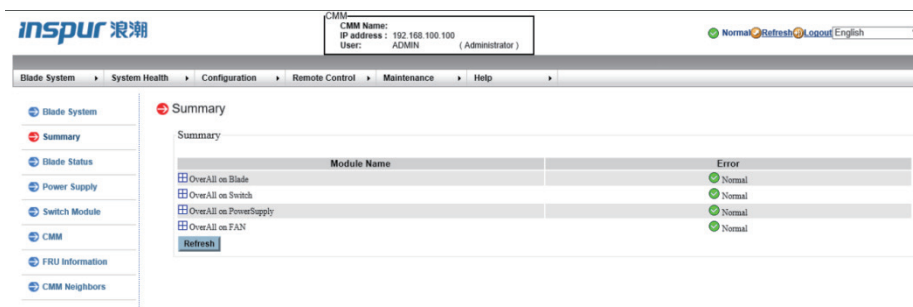 inspur 浪潮
CMM
CMM Name:
IP address : 192.168.100.100
User: ADMIN ( Administrator )
Normal Refresh Logout English
Blade System System Health Configuration Remote Control Maintenance Help
Blade System
Summary
Blade Status
Power Supply
Switch Module
CMM
FRU Information
CMM Neighbors
Summary
Summary
Module Name Error
OverAll on Blade Normal
OverAll on Switch Normal
OverAll on PowerSupply Normal
OverAll on FAN Normal
Refresh